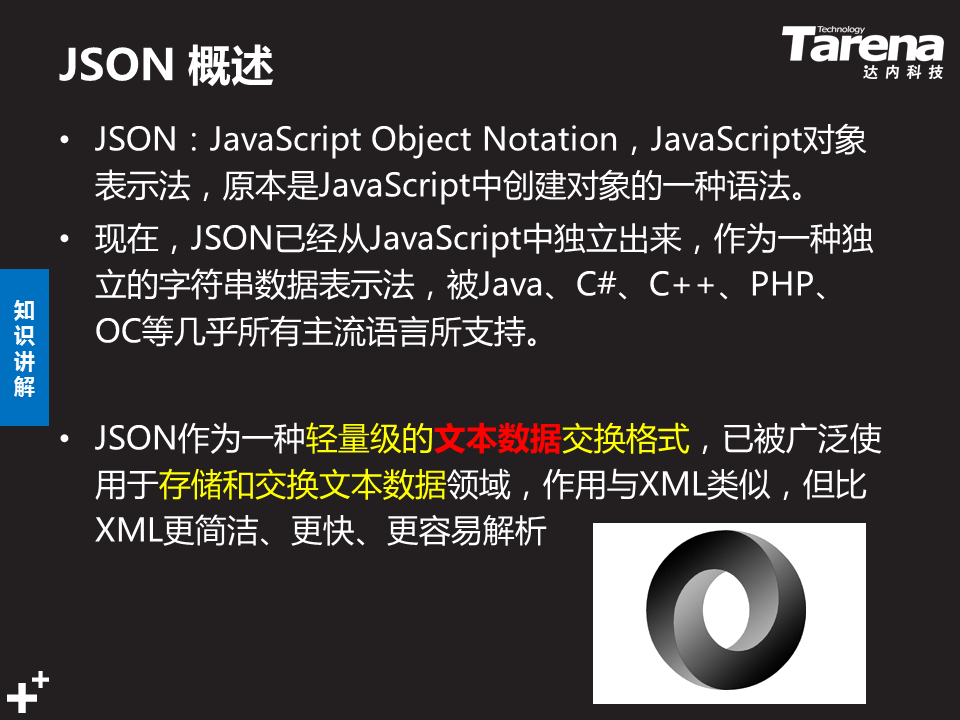 JSON 概述
Technology
Tarena
达内科技
• JSON：JavaScript Object Notation，JavaScript对象
表示法，原本是JavaScript中创建对象的一种语法。
• 现在，JSON已经从JavaScript中独立出来，作为一种独
立的字符串数据表示法，被Java、C#、C++、PHP、
OC等几乎所有主流语言所支持。
知
识
讲
解
• JSON作为一种轻量级的文本数据交换格式，已被广泛使
用于存储和交换文本数据领域，作用与XML类似，但比
XML更简洁、更快、更容易解析